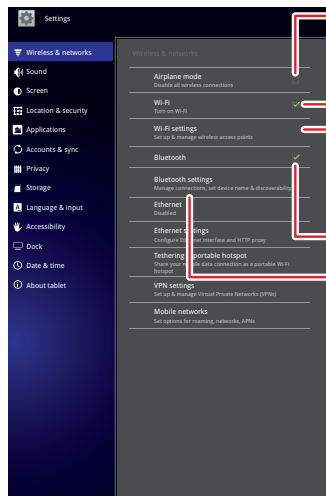 Settings
Wireless & networks
Sound
Screen
Location & security
Applications
Accounts & sync
Privacy
Storage
Language & input
Accessibility
Dock
Date & time
About tablet
Wireless & networks
Airplane mode
Disable all wireless connections
Wi-Fi
Turn on Wi-Fi
Wi-Fi settings
Set up & manage wireless access points
Bluetooth
Bluetooth settings
Manage connections, set device name & discoverability
Ethernet
Disabled
Ethernet settings
Configure Ethernet interface and HTTP proxy
Tethering portable hotspot
Share your mobile data connection as a portable Wi-Fi
hotspot
VPN settings
Set up & manage Virtual Private Networks (VPNs)
Mobile networks
Set options for roaming, networks, APNs